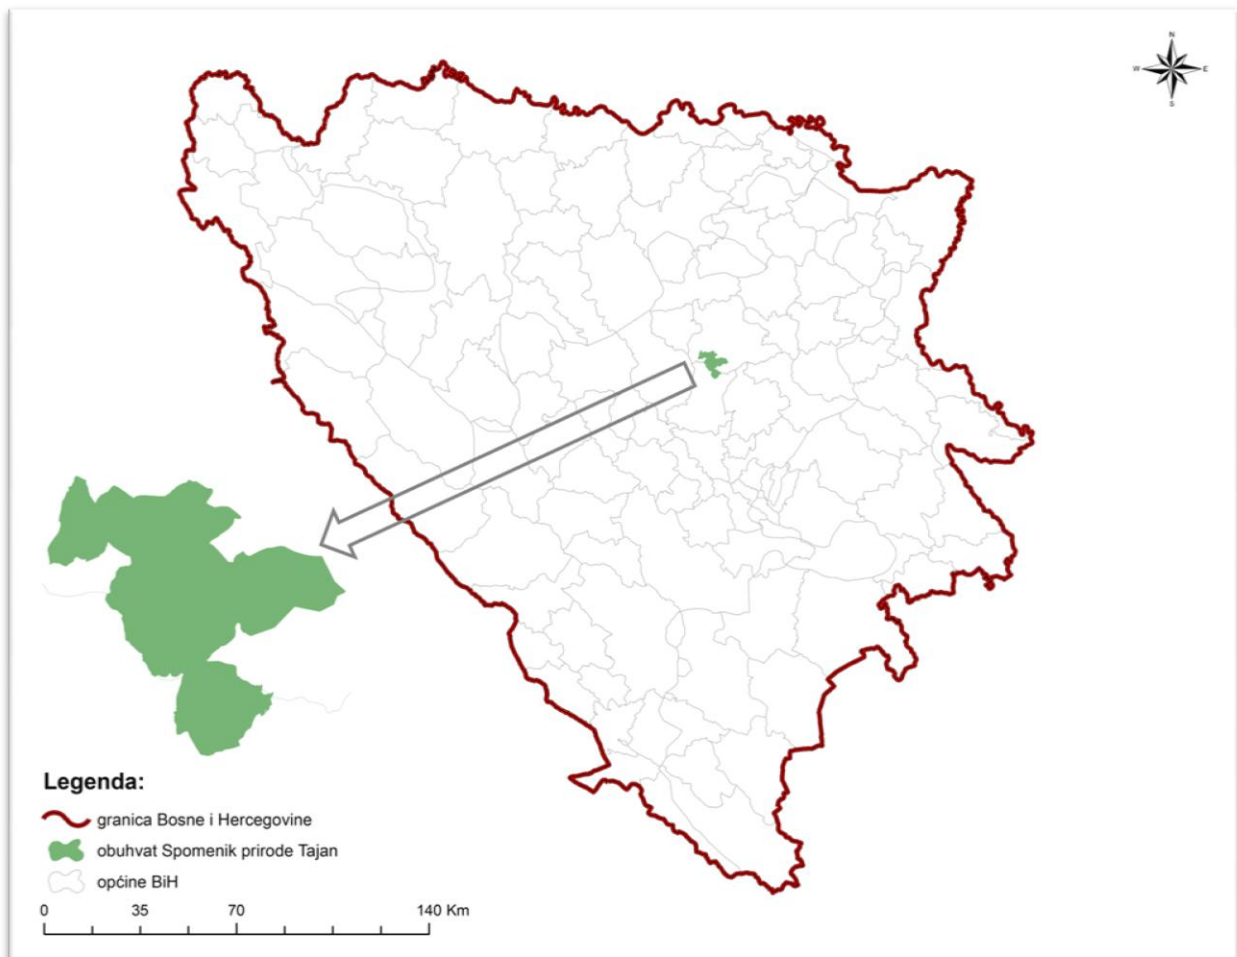 N
W E
S
Legenda:
granica Bosne i Hercegovine
obuhvat Spomenik prirode Tajan
općine BiH
0 35 70 140 Km